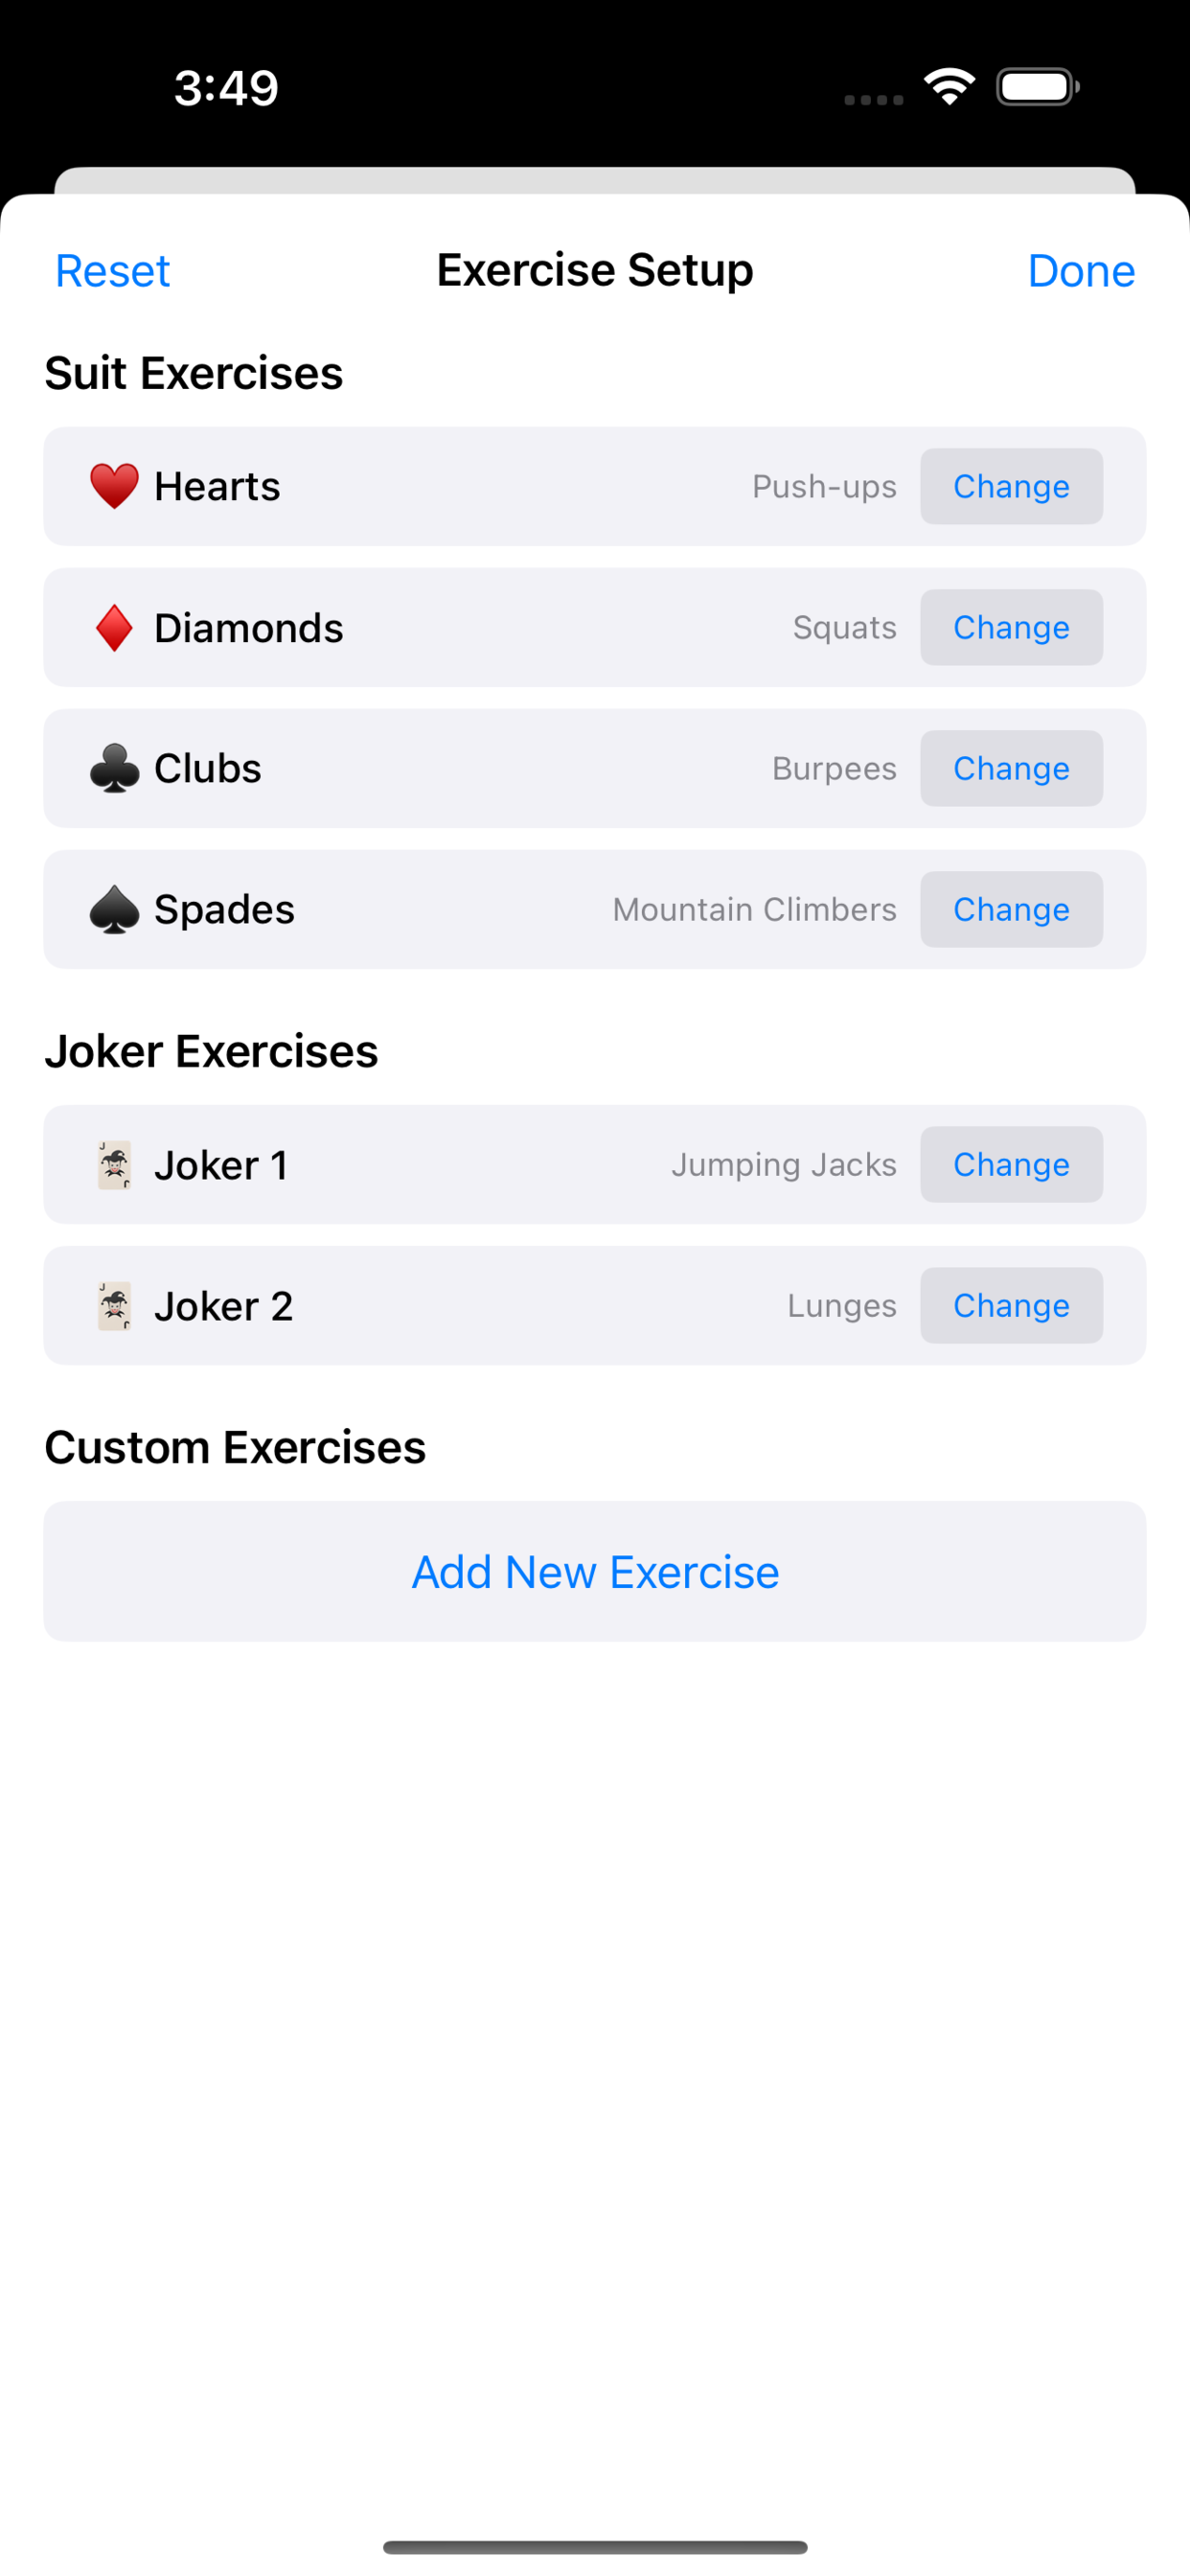 3:49
Reset Exercise Setup Done
Suit Exercises
Hearts Push-ups Change
Diamonds Squats Change
Clubs Burpees Change
Spades Mountain Climbers Change
Joker Exercises
Joker 1 Jumping Jacks Change
Joker 2 Lunges Change
Custom Exercises
Add New Exercise